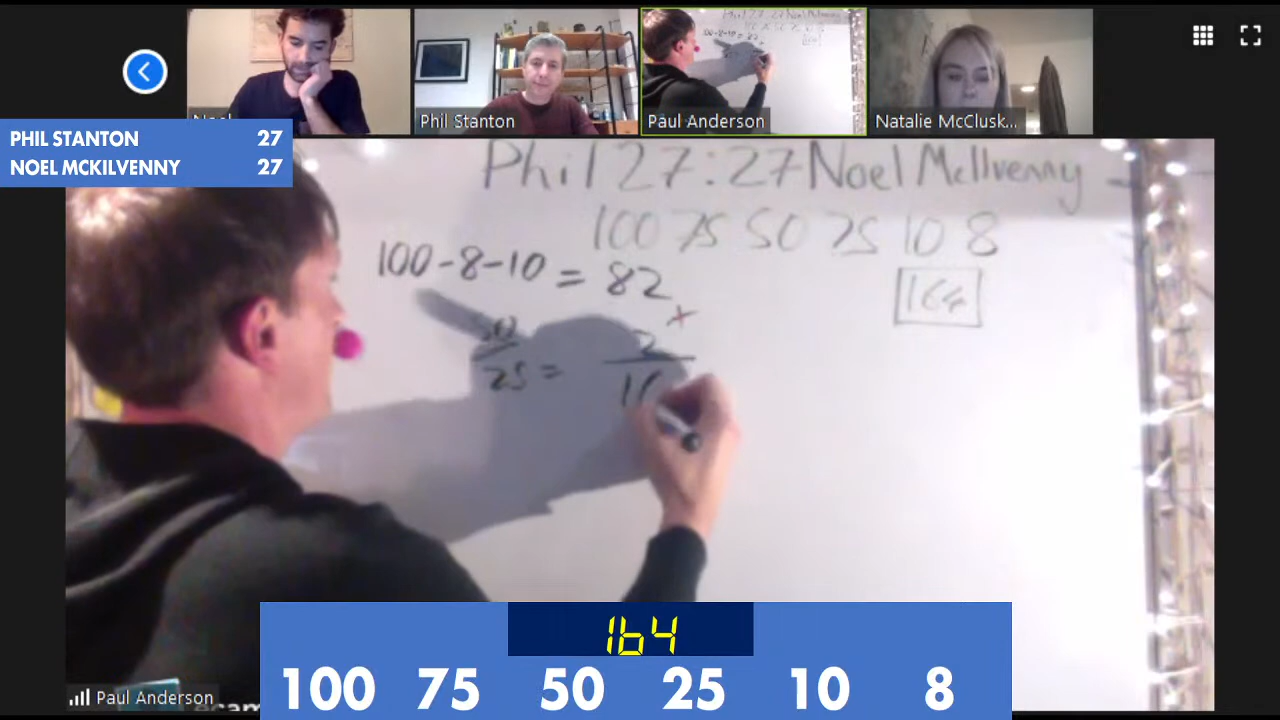 Phil Stanton
Paul Anderson
Natalie McClusk...
PHIL STANTON 27
NOEL MCKILVENNY 27
Phil 27:27 Noel McIlvenny
100 75 50 25 10 8
164
100-8-10 = 82
x
50
25 = 2
164
100 75 50 25 10 8
Paul Anderson